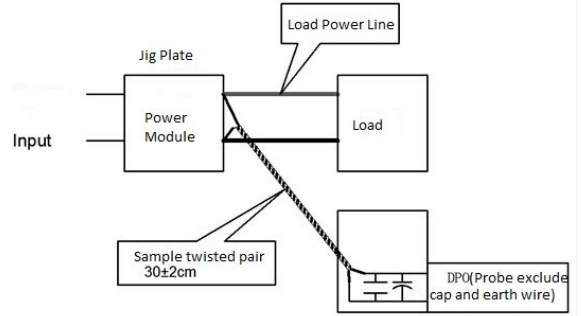 Load Power Line
Jig Plate
Power
Module
Load
Input
Sample twisted pair
30±2cm
DPO(Probe exclude
cap and earth wire)